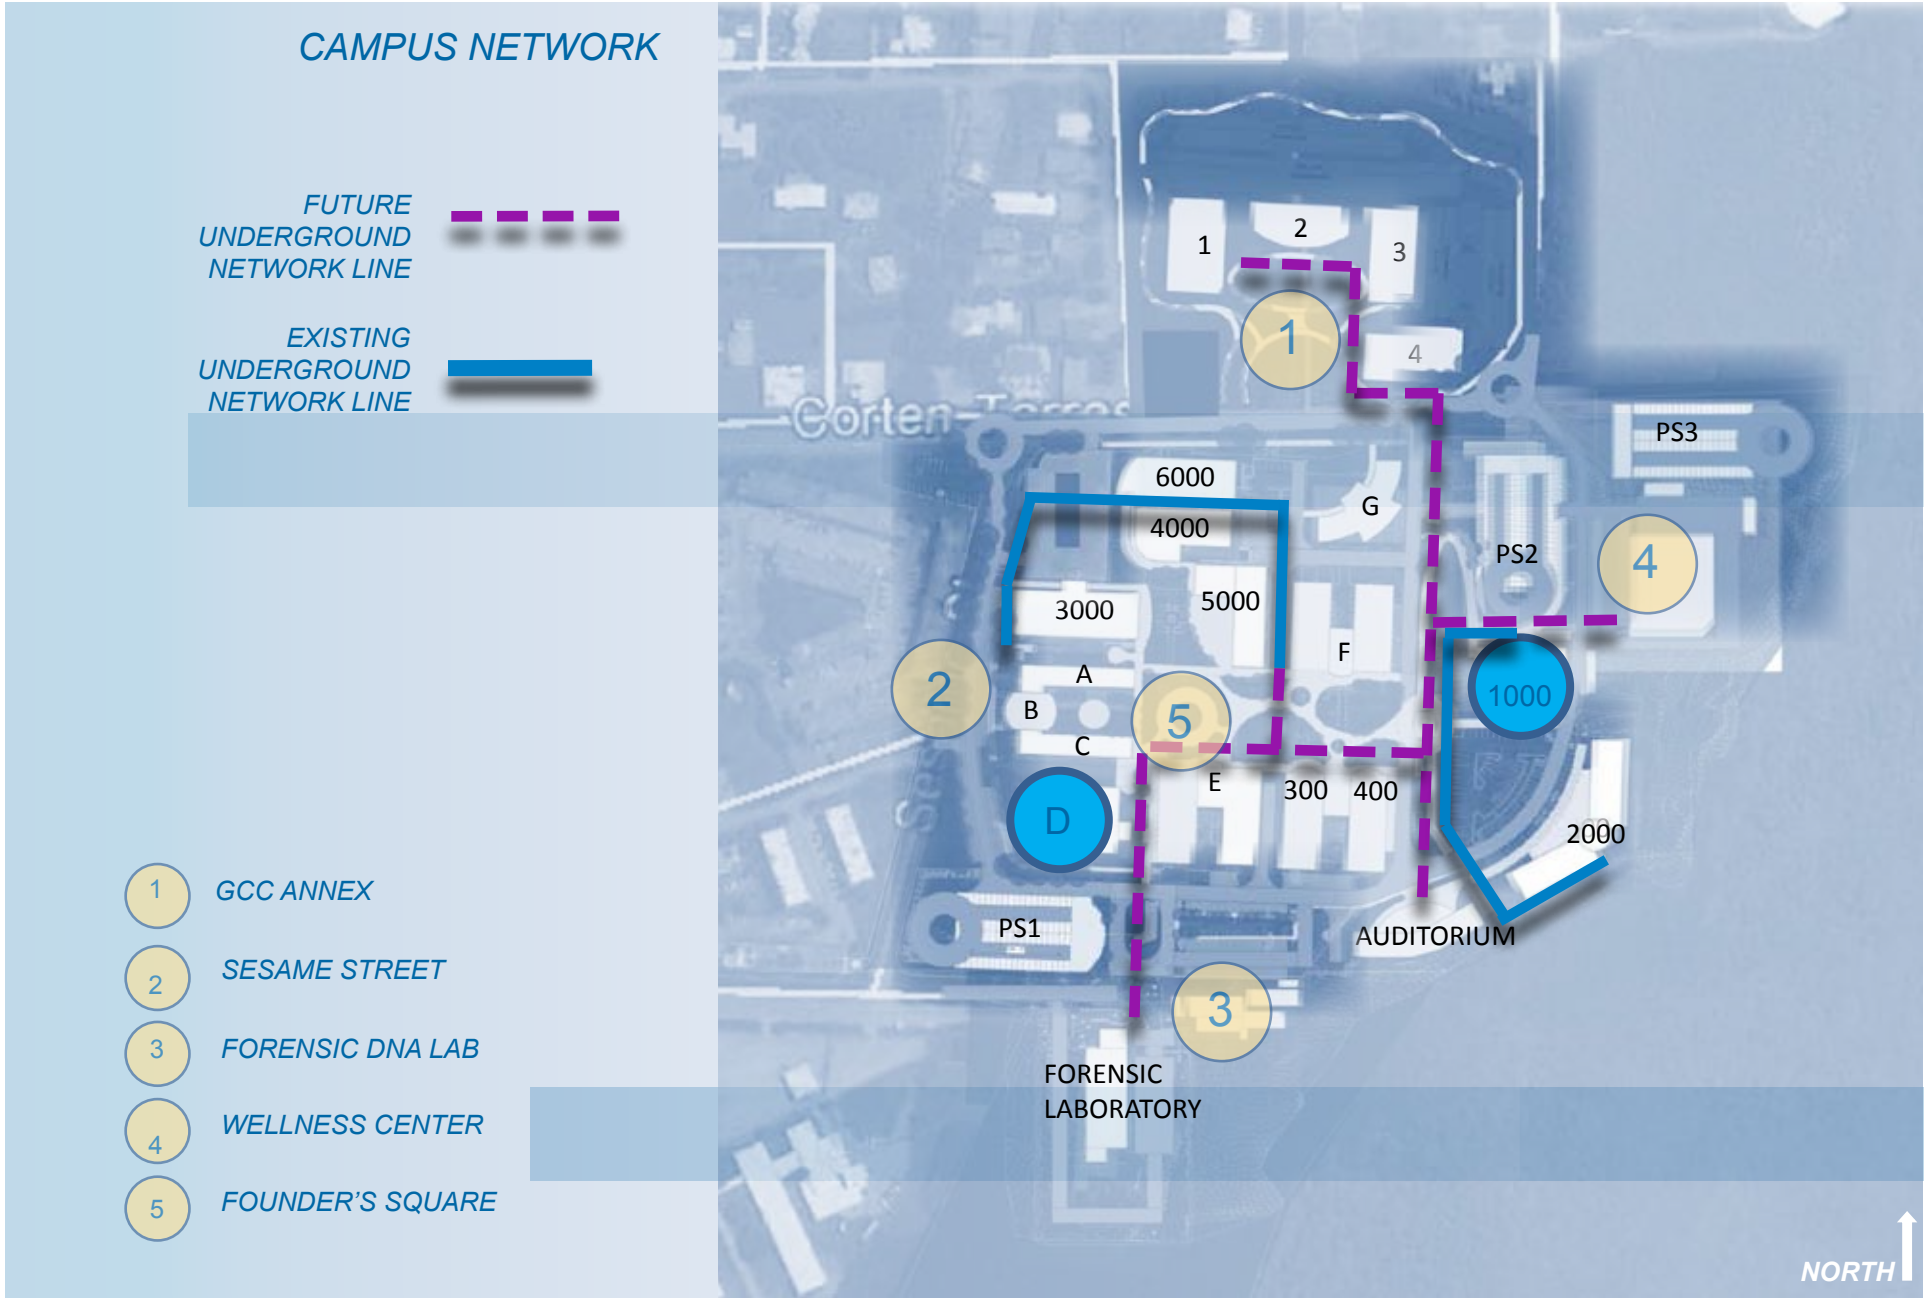 CAMPUS NETWORK
FUTURE
UNDERGROUND
NETWORK LINE
EXISTING
UNDERGROUND
NETWORK LINE
1 GCC ANNEX
2 SESAME STREET
3 FORENSIC DNA LAB
4 WELLNESS CENTER
5 FOUNDER'S SQUARE
2
1
3
1
4
Corten-Torres
PS3
6000
G
4000
PS2
4
5000
3000
F
A
2
1000
B
5
C
E
300
400
D
2000
PS1
AUDITORIUM
3
FORENSIC
LABORATORY
NORTH